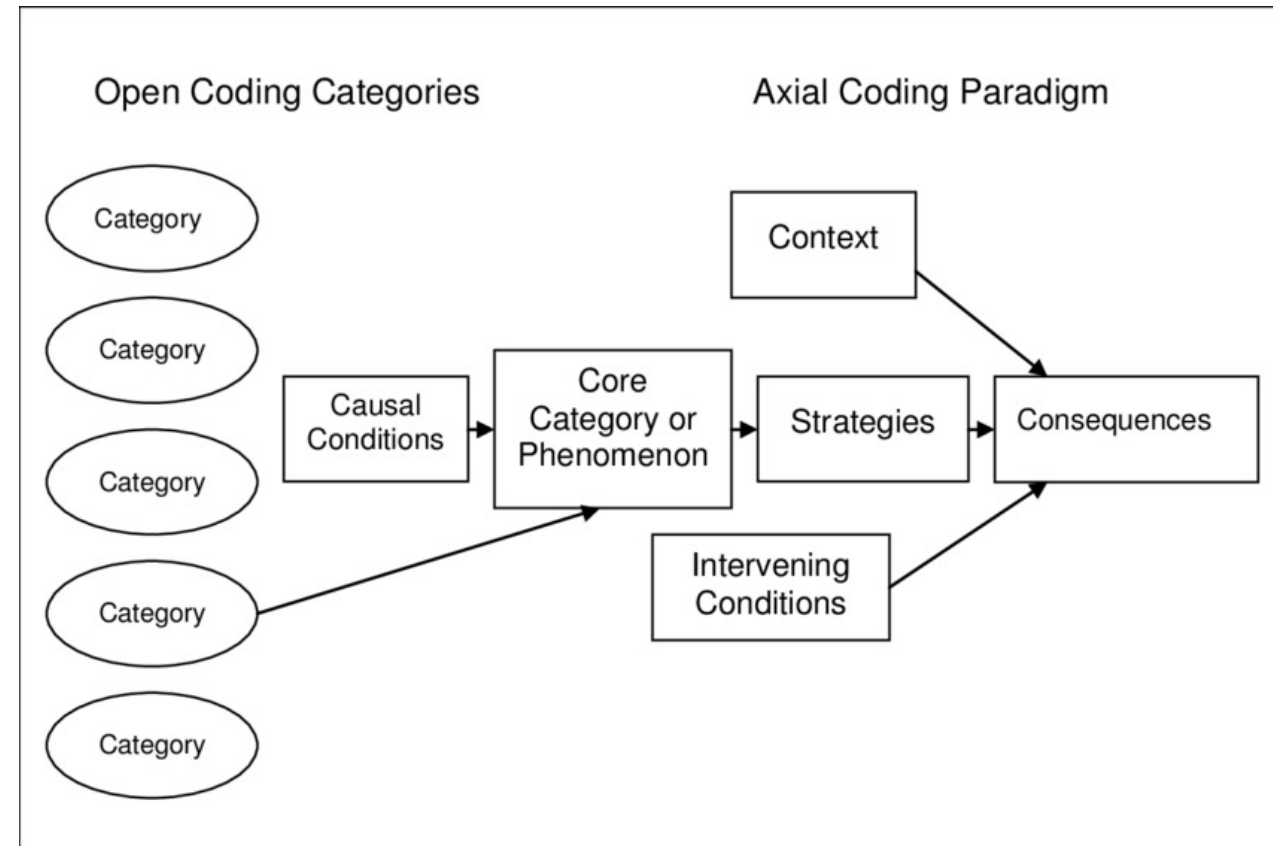 Open Coding Categories
Axial Coding Paradigm
Category
Category
Category
Category
Category
Causal
Conditions
Core
Category or
Phenomenon
Context
Strategies
Intervening
Conditions
Consequences